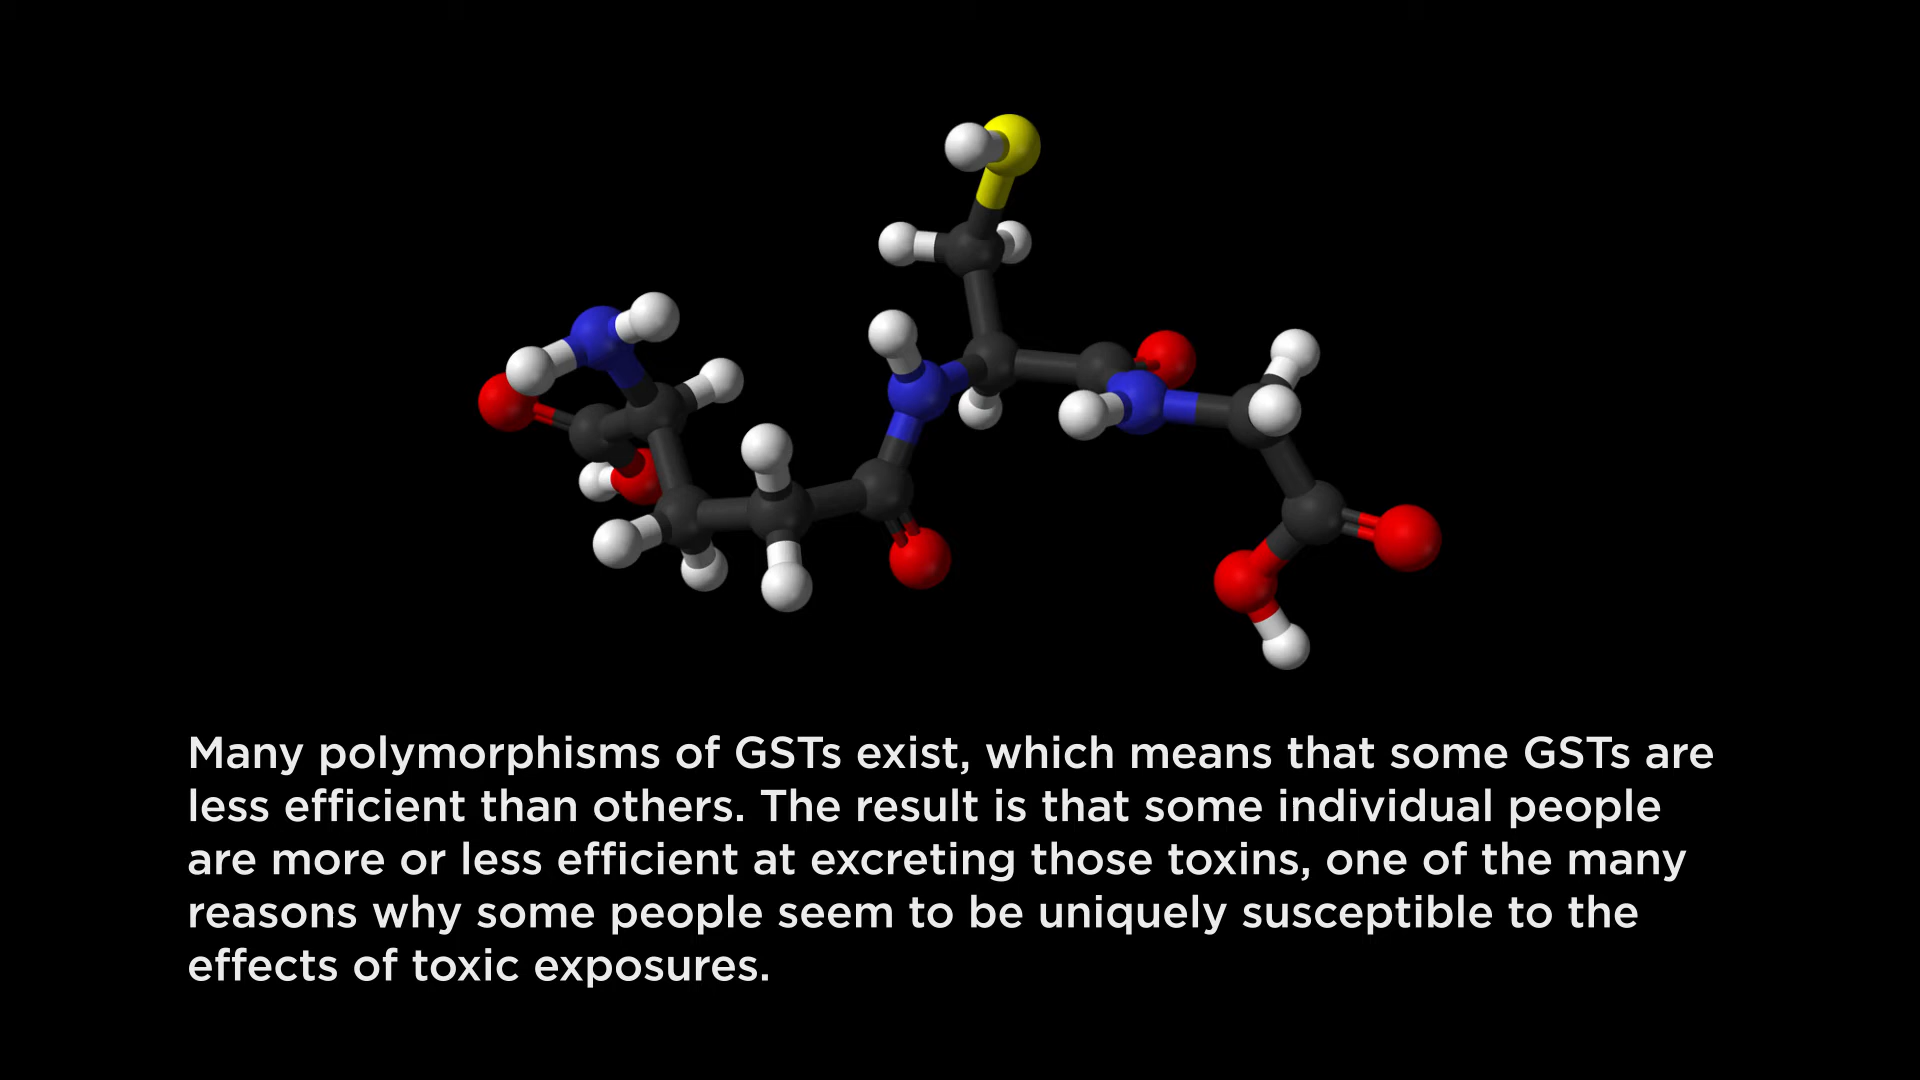 Many polymorphisms of GSTs exist, which means that some GSTs are
less efficient than others. The result is that some individual people
are more or less efficient at excreting those toxins, one of the many
reasons why some people seem to be uniquely susceptible to the
effects of toxic exposures.